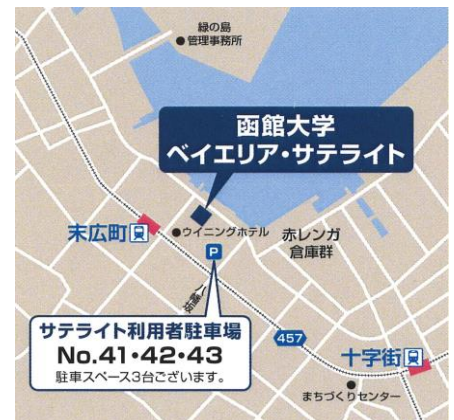 緑の島
管理事務所
函館大学
ベイエリア・サテライト
末広町
ウイニングホテル
赤レンガ
倉庫群
P
八幡坂
サテライト利用者駐車場
No.41・42・43
駐車スペース3台ございます。
457
十字街
まちづくりセンター